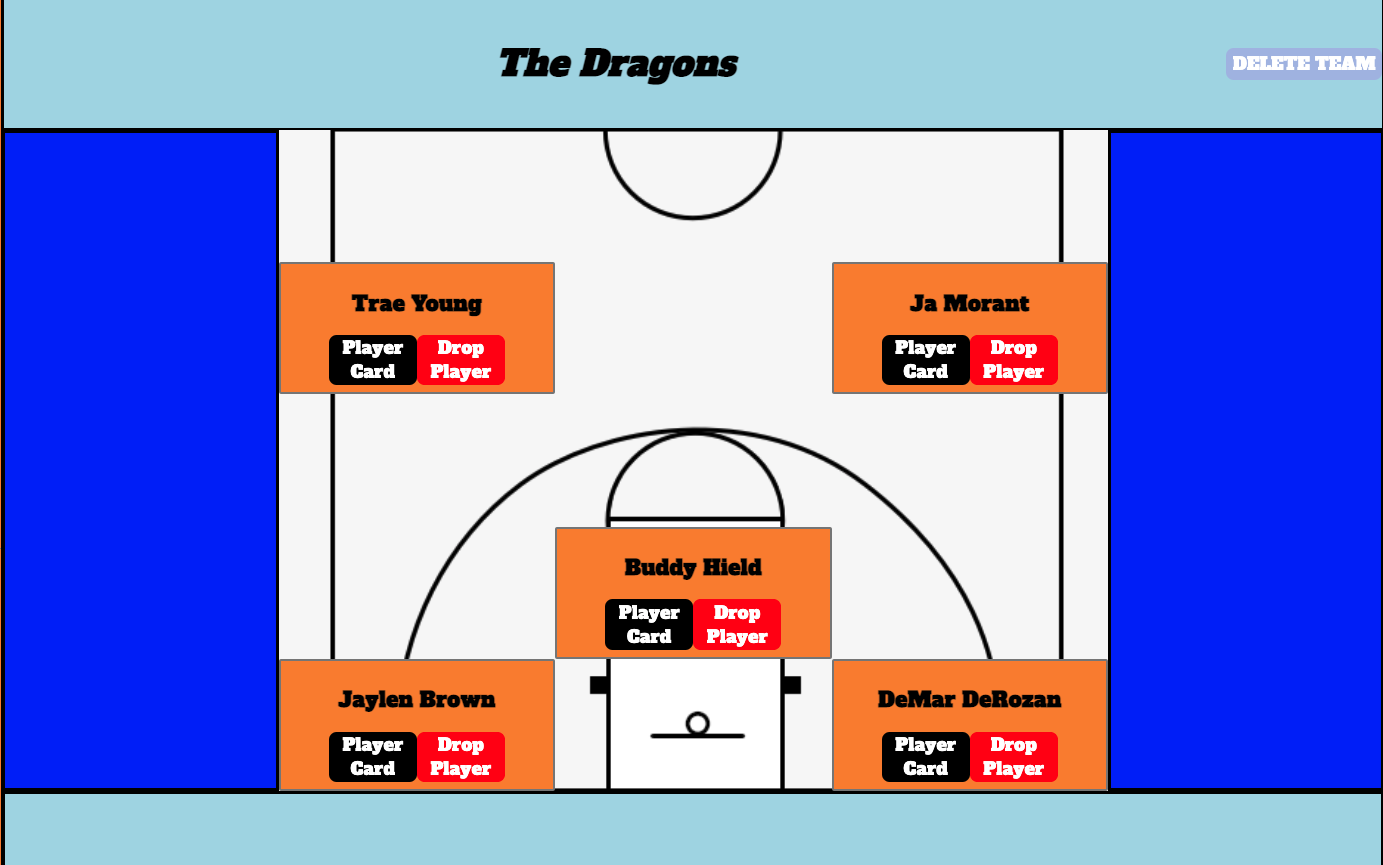 The Dragons
DELETE TEAM
Trae Young
Player
Card
Drop
Player
Ja Morant
Player
Card
Drop
Player
Buddy Hield
Player
Card
Drop
Player
Jaylen Brown
Player
Card
Drop
Player
DeMar DeRozan
Player
Card
Drop
Player